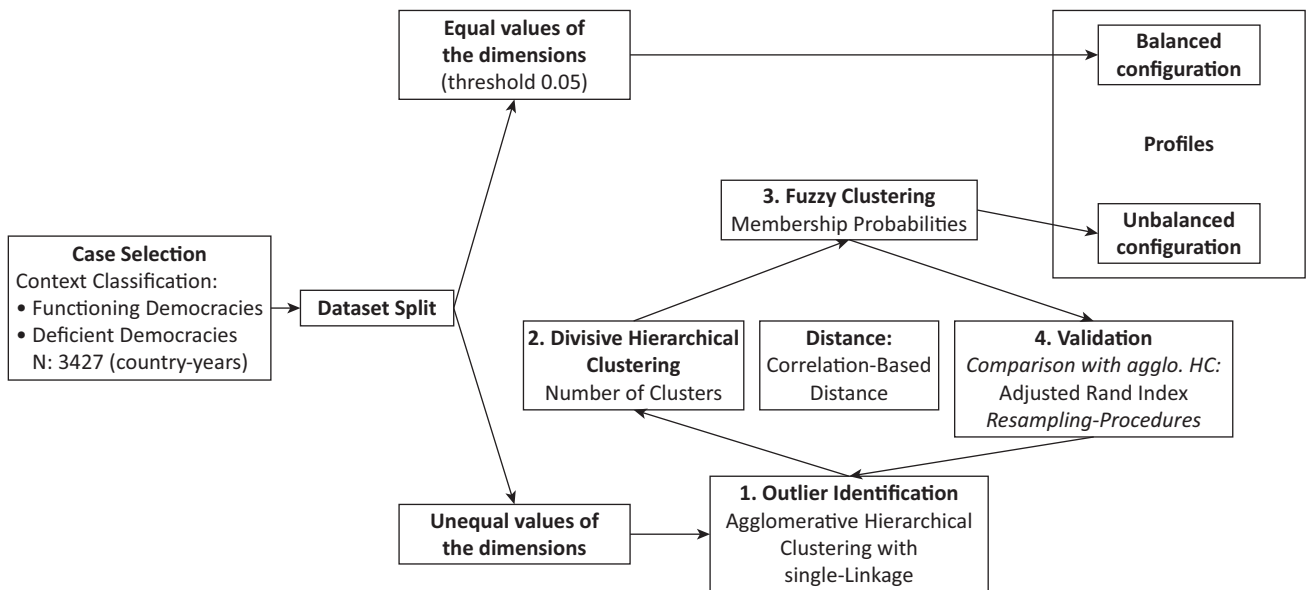 Equal values of
the dimensions
(threshold 0.05)
Balanced
configuration
Profiles
Unbalanced
configuration
3. Fuzzy Clustering
Membership Probabilities
Case Selection
Context Classification:
• Functioning Democracies
• Deficient Democracies
N: 3427 (country-years)
Dataset Split
2. Divisive Hierarchical
Clustering
Number of Clusters
Distance:
Correlation-Based
Distance
4. Validation
Comparison with agglo. HC:
Adjusted Rand Index
Resampling-Procedures
Unequal values of
the dimensions
1. Outlier Identification
Agglomerative Hierarchical
Clustering with
single-Linkage